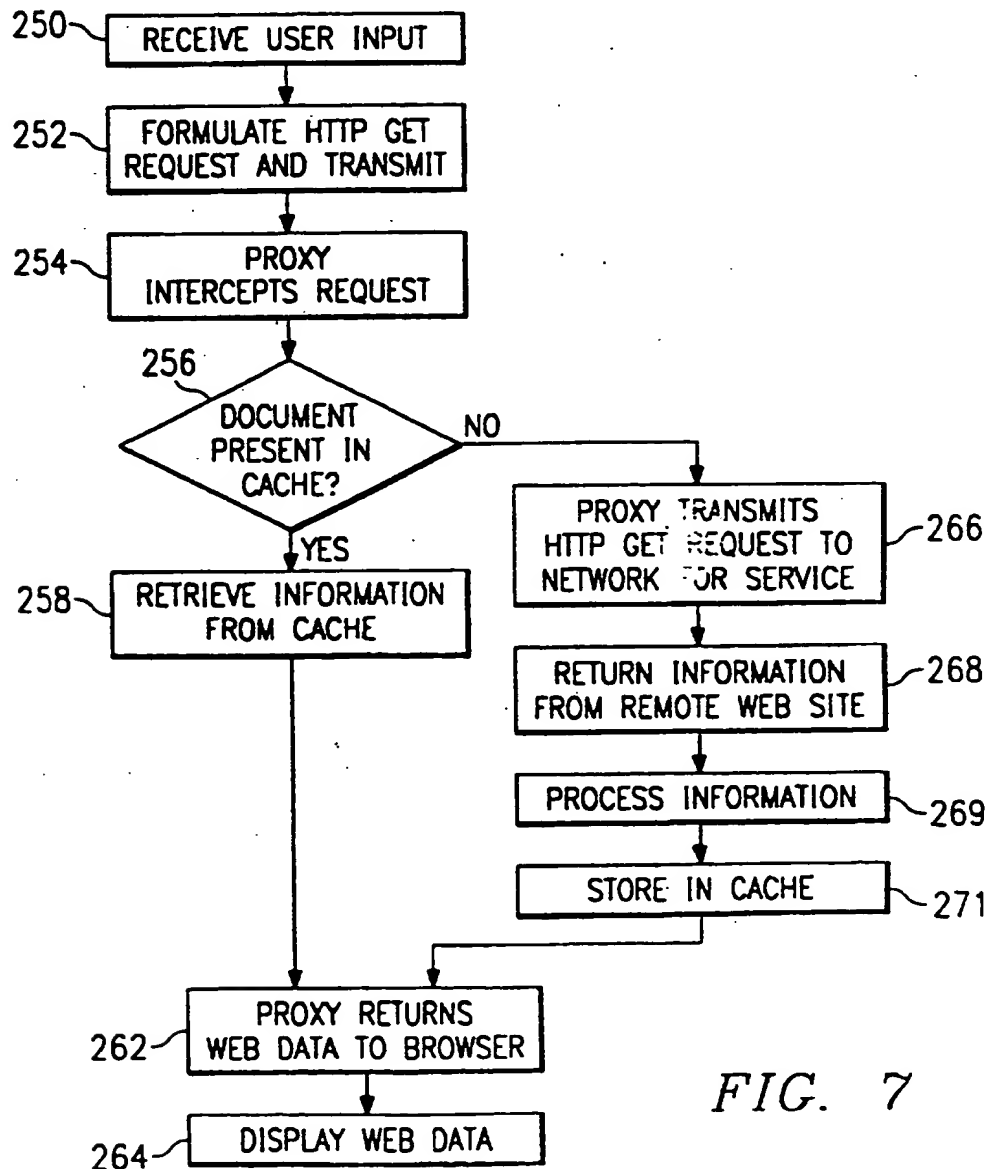 250
RECEIVE USER INPUT
252
FORMULATE HTTP GET
REQUEST AND TRANSMIT
254
PROXY
INTERCEPTS REQUEST
256
DOCUMENT
PRESENT IN
CACHE?
NO
YES
258
RETRIEVE INFORMATION
FROM CACHE
PROXY TRANSMITS
HTTP GET REQUEST TO
NETWORK FOR SERVICE
266
RETURN INFORMATION
FROM REMOTE WEB SITE
268
PROCESS INFORMATION
269
STORE IN CACHE
271
262
PROXY RETURNS
WEB DATA TO BROWSER
264
DISPLAY WEB DATA
FIG. 7